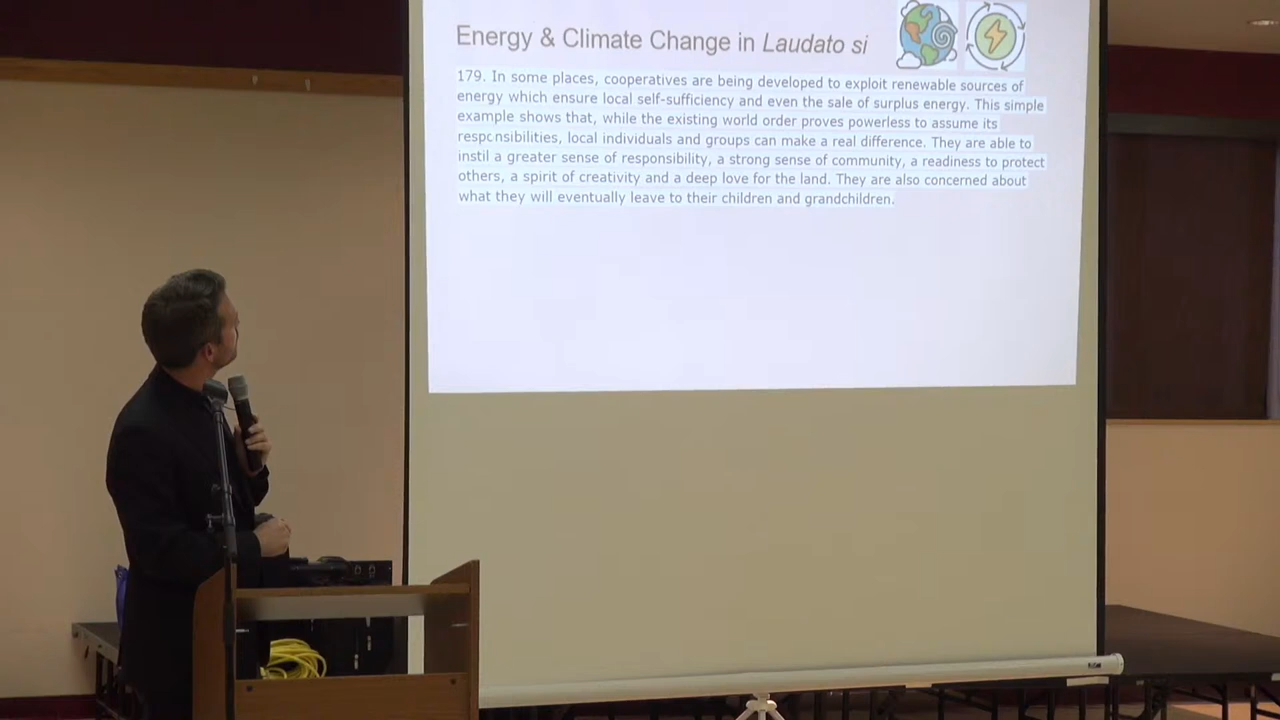 Energy & Climate Change in Laudato si
179. In some places, cooperatives are being developed to exploit renewable sources of
energy which ensure local self-sufficiency and even the sale of surplus energy. This simple
example shows that, while the existing world order proves powerless to assume its
responsibilities, local individuals and groups can make a real difference. They are able to
instil a greater sense of responsibility, a strong sense of community, a readiness to protect
others, a spirit of creativity and a deep love for the land. They are also concerned about
what they will eventually leave to their children and grandchildren.